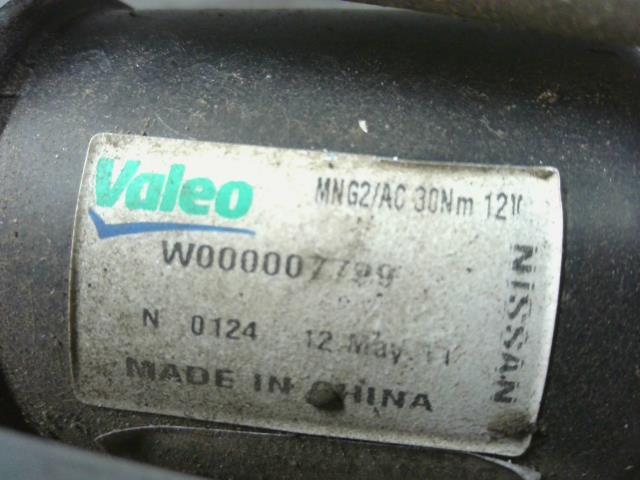 Valeo
MNG2/AC 30Nm 12V
W000007799
N 0124 12 May 11
MADE IN CHINA
NISSAN